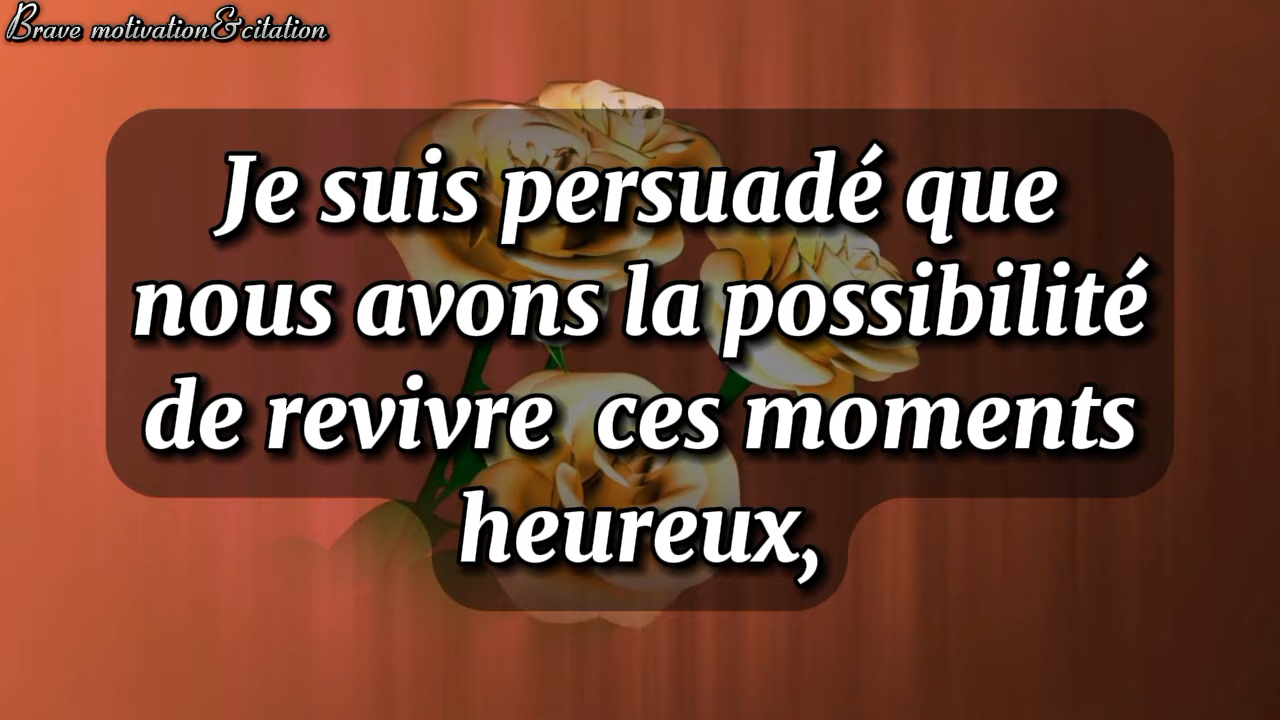 Brave motivation&citation
Je suis persuadé que
nous avons la possibilité
de revivre  ces moments
heureux,